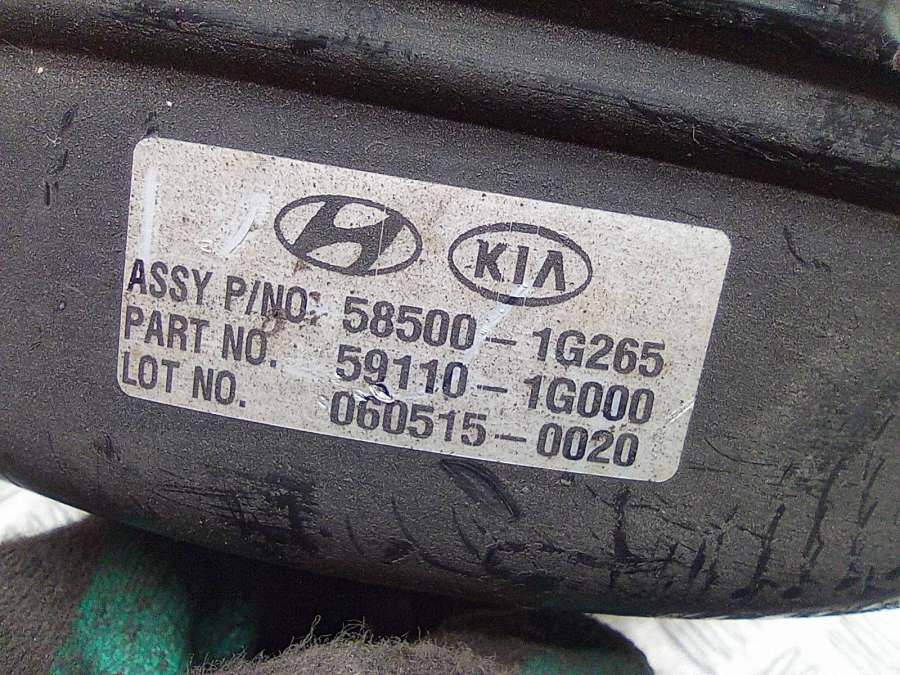 KIA
ASSY P/NO: 58500-1G265
PART NO. 59110-1G000
LOT NO. 060515-0020